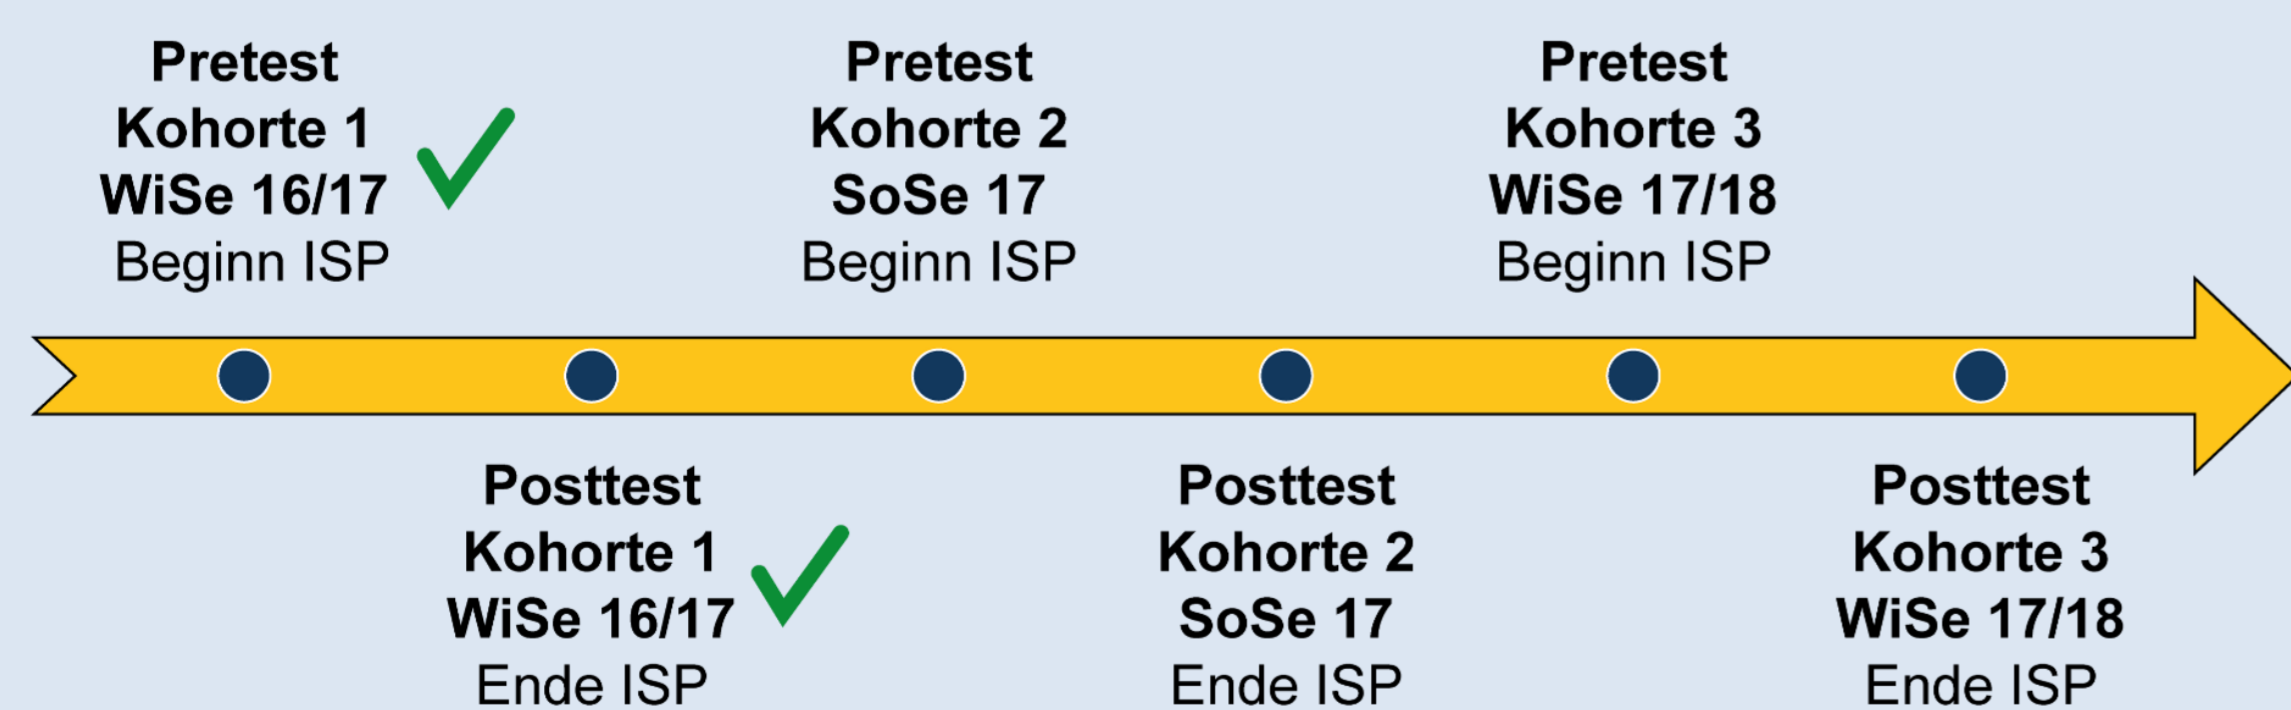 Pretest
Kohorte 1
WiSe 16/17
Beginn ISP
Pretest
Kohorte 2
SoSe 17
Beginn ISP
Pretest
Kohorte 3
WiSe 17/18
Beginn ISP
Posttest
Kohorte 1
WiSe 16/17
Ende ISP
Posttest
Kohorte 2
SoSe 17
Ende ISP
Posttest
Kohorte 3
WiSe 17/18
Ende ISP